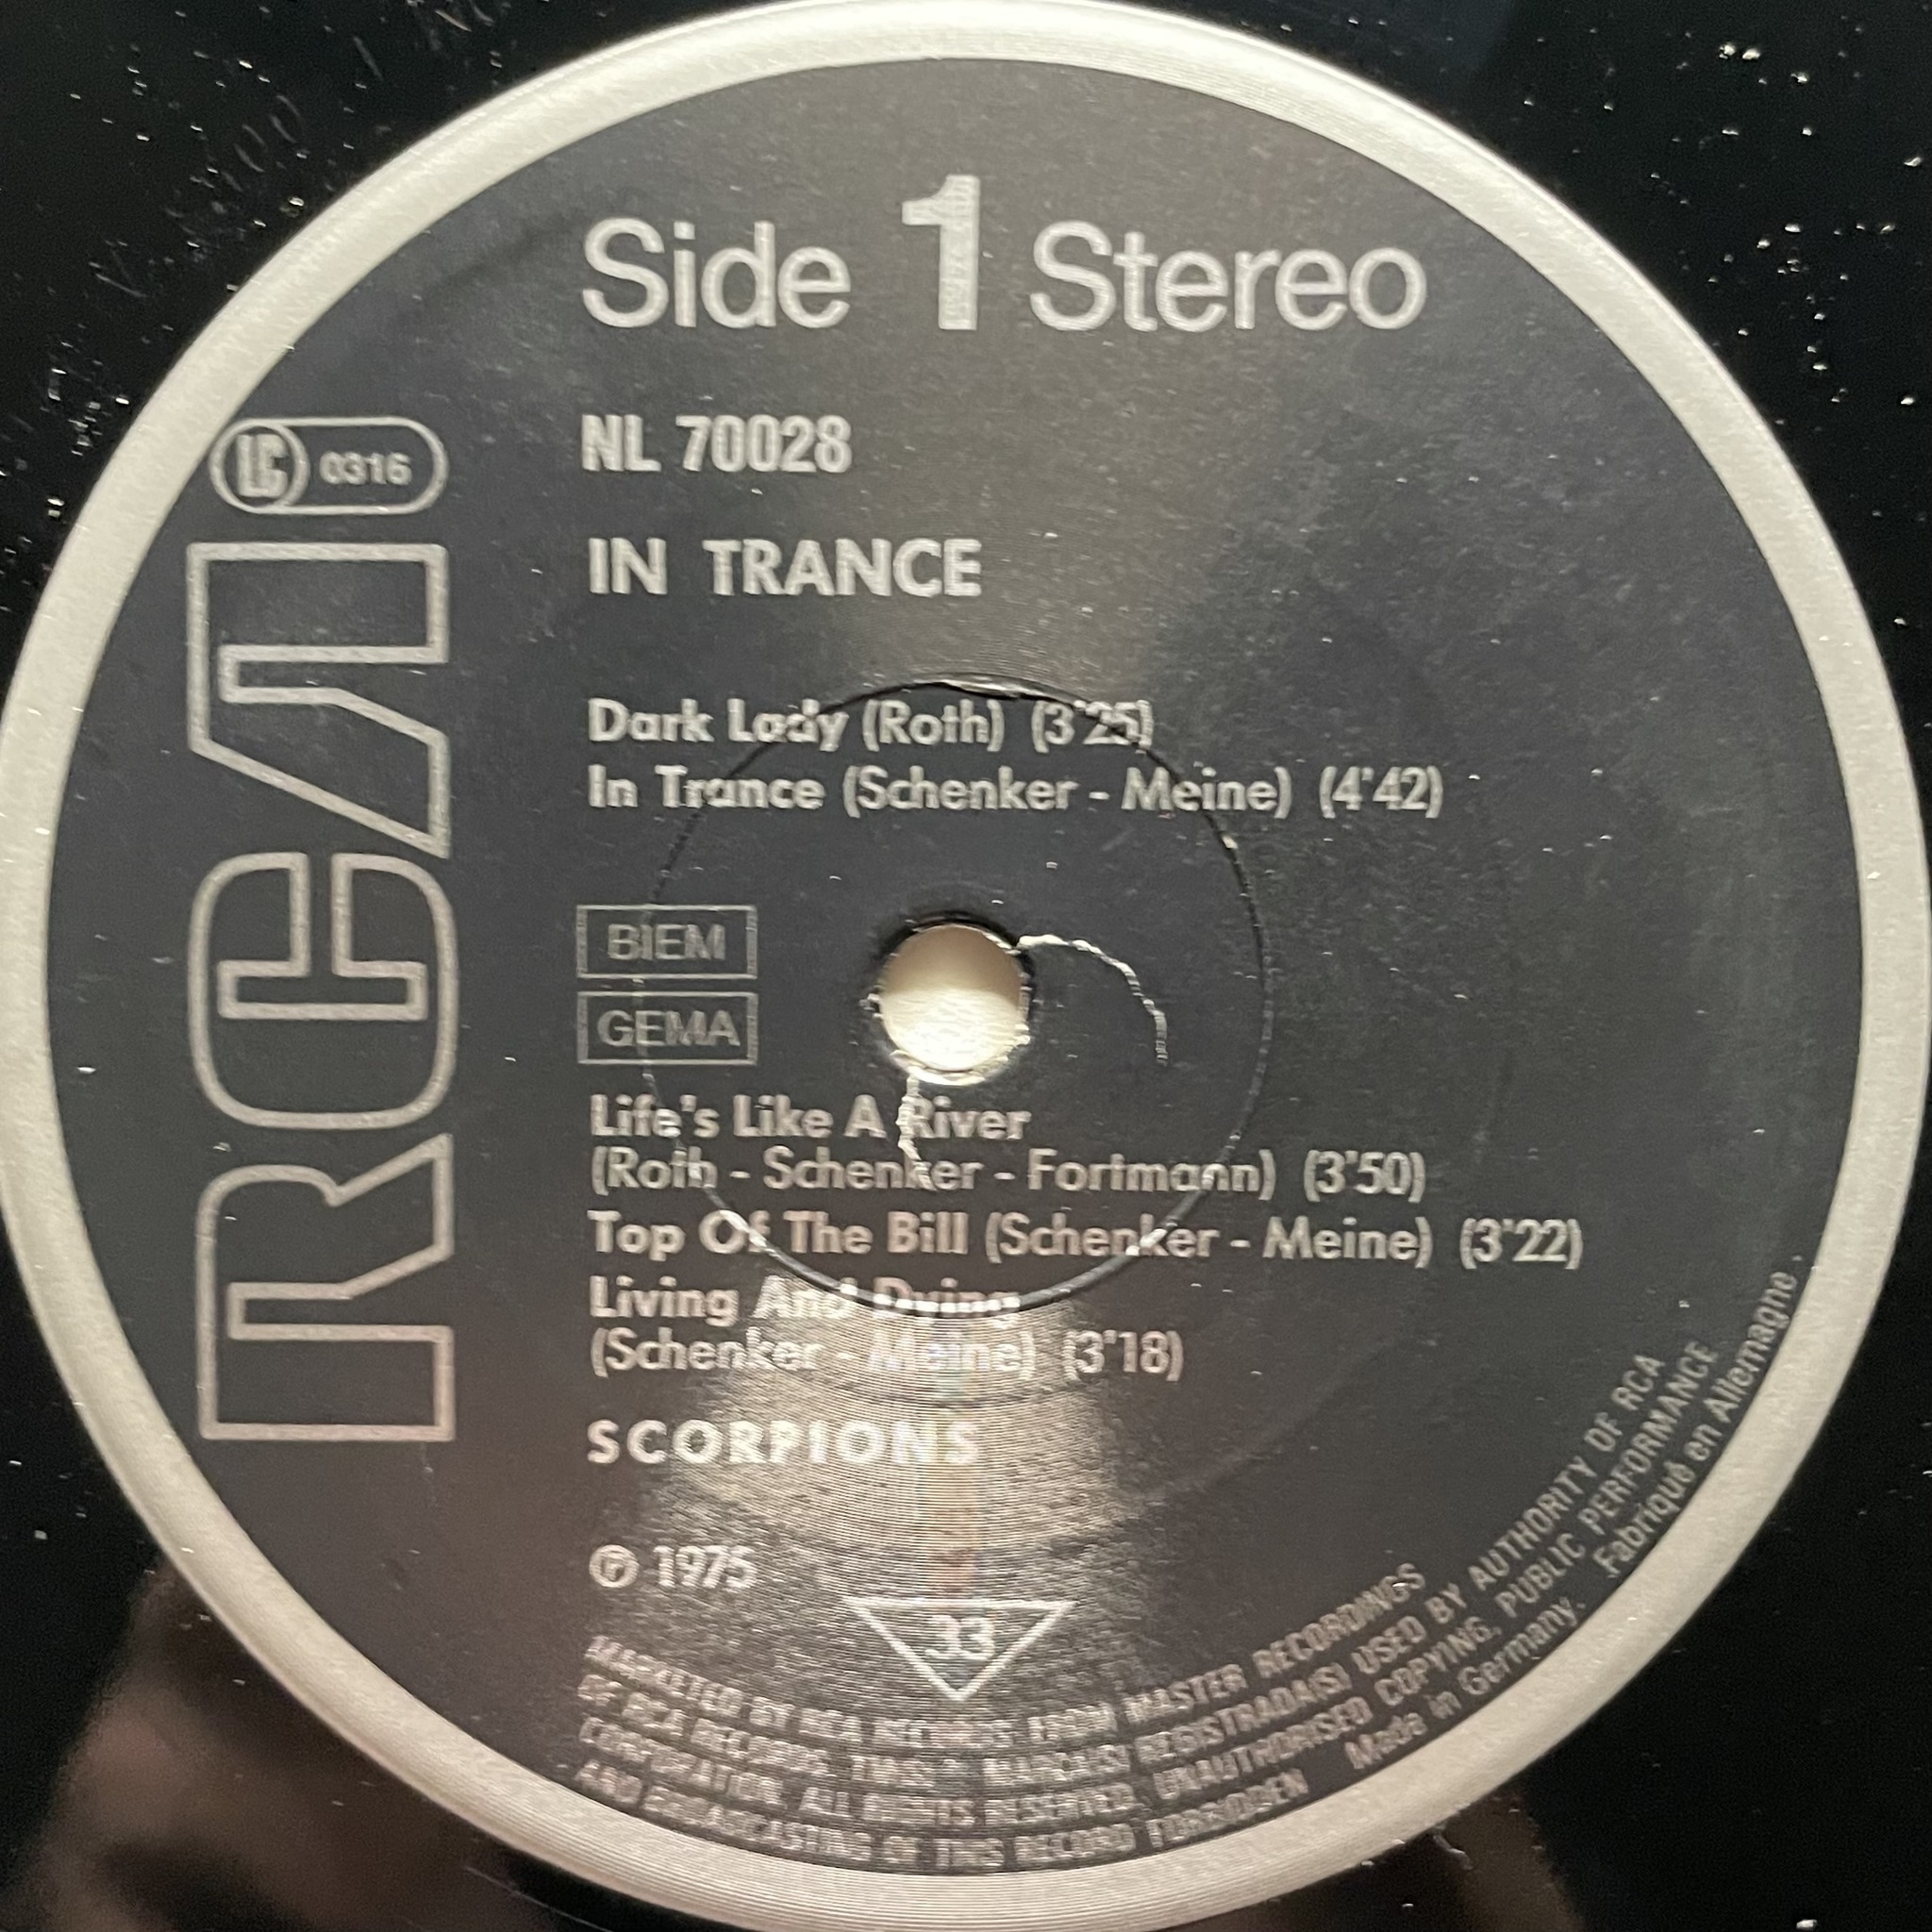 Side 1 Stereo
LC 0316
NL 70028
IN TRANCE
RCA
Dark Lady (Roth) (3'25)
In Trance (Schenker - Meine) (4'42)
BIEM
GEMA
Life's Like A River
(Roth - Schenker - Fortmann) (3'50)
Top Of The Bill (Schenker - Meine) (3'22)
Living And Dying
(Schenker - Meine) (3'18)
SCORPIONS
℗ 1975
33
MARKETED BY RCA RECORDS FROM MASTER RECORDINGS
OF RCA RECORDS. TMK(S) ® MARCA(S) REGISTRADA(S) USED BY AUTHORITY OF RCA
CORPORATION. ALL RIGHTS RESERVED. UNAUTHORISED COPYING, PUBLIC PERFORMANCE
AND BROADCASTING OF THIS RECORD FORBIDDEN Made in Germany. Fabriqué en Allemagne.